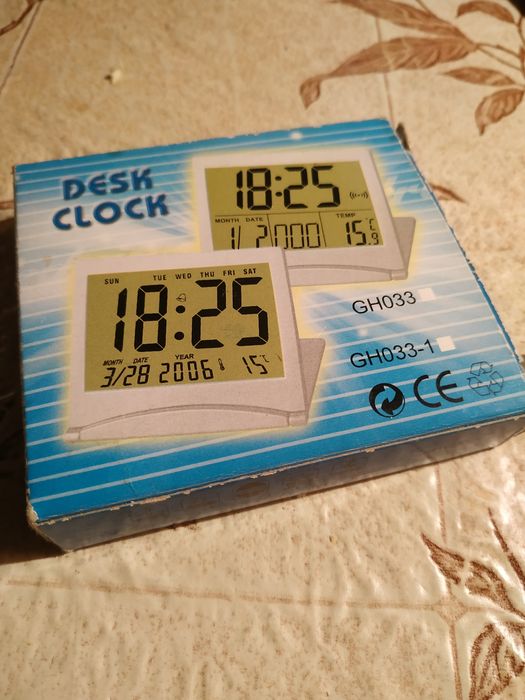 DESK
CLOCK
18:25
MONTH DATE TEMP
1/ 2000 15.9°C
SUN TUE WED THU FRI SAT
18:25
MONTH DATE YEAR
3/28 2006 15°C
GH033
GH033-1
CE